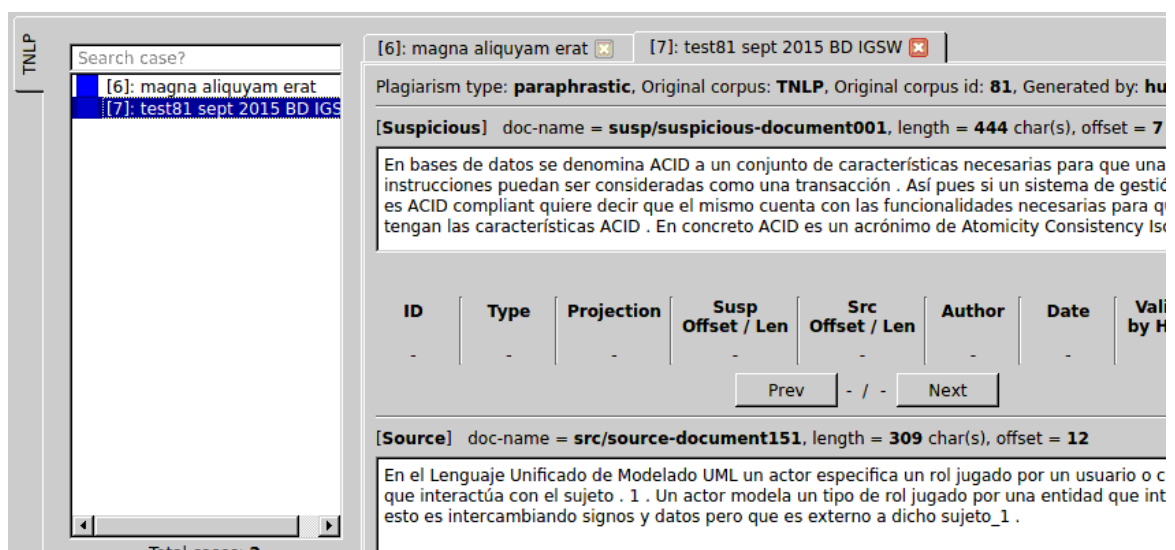 TNLP
Search case?
[6]: magna aliquyam erat
[7]: test81 sept 2015 BD IGS
[6]: magna aliquyam erat
[7]: test81 sept 2015 BD IGSW
Plagiarism type: paraphrastic, Original corpus: TNLP, Original corpus id: 81, Generated by: hu
[Suspicious] doc-name = susp/suspicious-document001, length = 444 char(s), offset = 7
En bases de datos se denomina ACID a un conjunto de características necesarias para que una
instrucciones puedan ser consideradas como una transacción . Así pues si un sistema de gestió
es ACID compliant quiere decir que el mismo cuenta con las funcionalidades necesarias para qu
tengan las características ACID . En concreto ACID es un acrónimo de Atomicity Consistency Iso
ID Type Projection Susp Src Author Date Vali
Offset / Len Offset / Len by H
- - - - - - -
Prev - / - Next
[Source] doc-name = src/source-document151, length = 309 char(s), offset = 12
En el Lenguaje Unificado de Modelado UML un actor especifica un rol jugado por un usuario o c
que interactúa con el sujeto . 1 . Un actor modela un tipo de rol jugado por una entidad que int
esto es intercambiando signos y datos pero que es externo a dicho sujeto_1 .